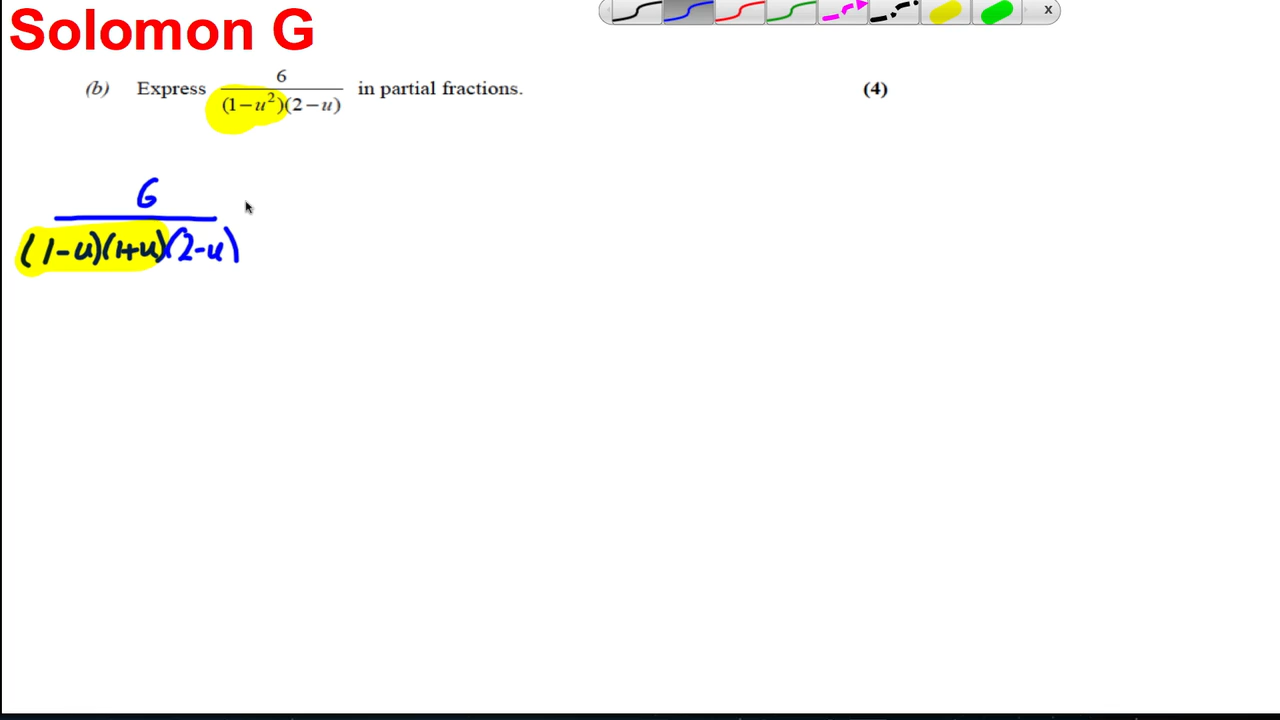 Solomon G
x
(b) Express 6 / (1−u²)(2−u) in partial fractions. (4)
6
(1-u)(1+u)(2-u)